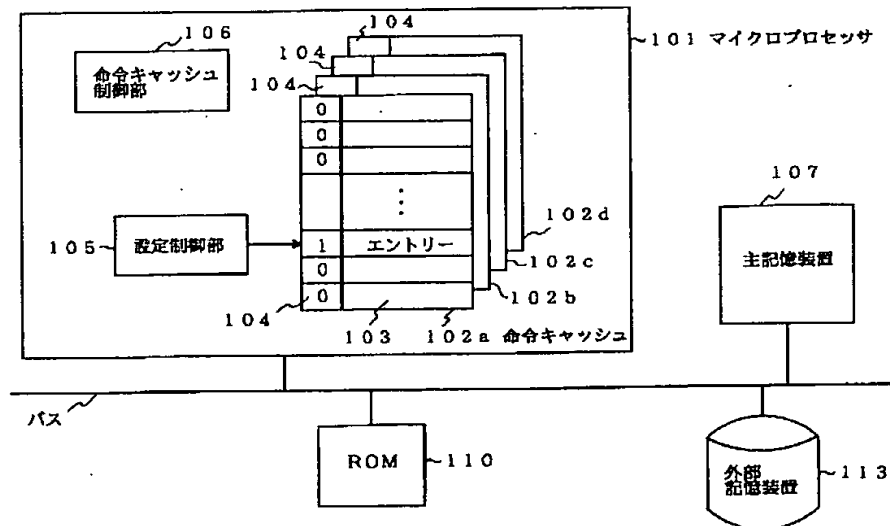 106
命令キャッシュ
制御部
104
104
104
101 マイクロプロセッサ
0
0
0
⋮
105
設定制御部
1
エントリー
0
0
104
103
102a 命令キャッシュ
102b
102c
102d
107
主記憶装置
バス
ROM
110
外部
記憶装置
113